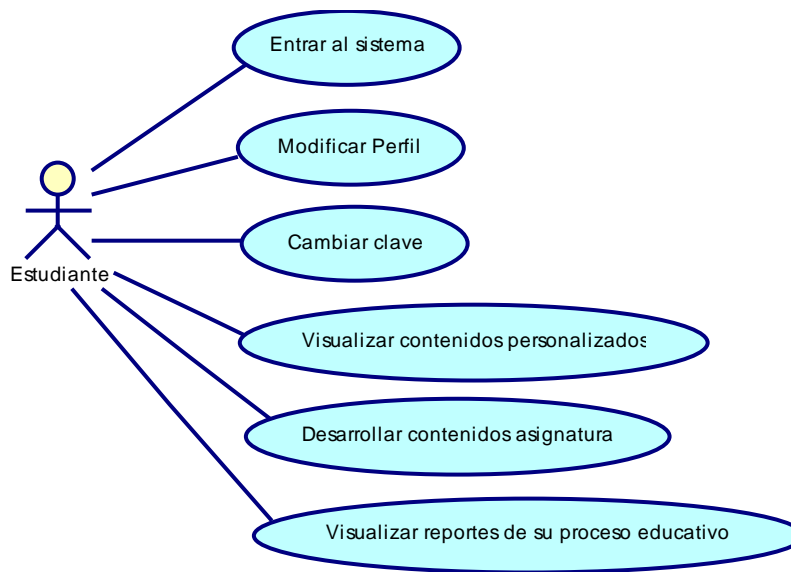 Entrar al sistema
Modificar Perfil
Cambiar clave
Estudiante
Visualizar contenidos personalizados
Desarrollar contenidos asignatura
Visualizar reportes de su proceso educativo